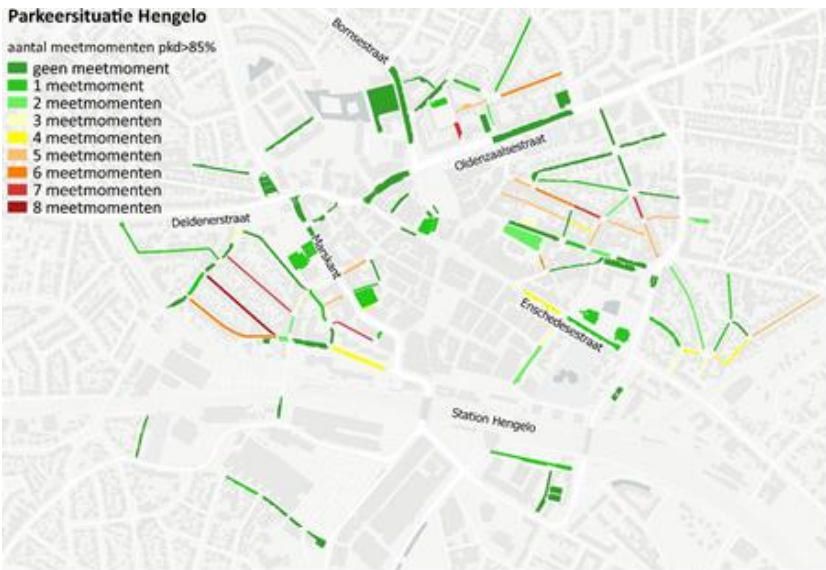 Parkeersituatie Hengelo
aantal meetmomenten pkd>85%
geen meetmoment
1 meetmoment
2 meetmomenten
3 meetmomenten
4 meetmomenten
5 meetmomenten
6 meetmomenten
7 meetmomenten
8 meetmomenten
Bornsestraat
Oldenzaalsestraat
Deldenerstraat
Marskant
Enschedesestraat
Station Hengelo